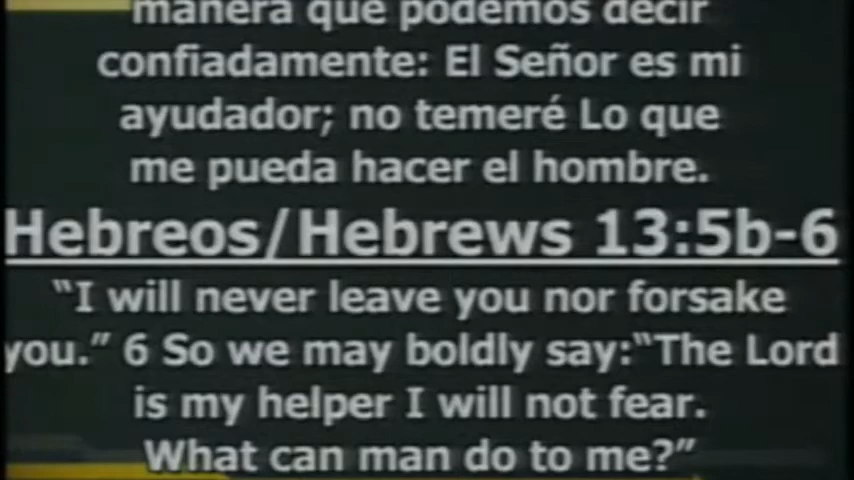 manera que podemos decir
confiadamente: El Señor es mi
ayudador; no temeré Lo que
me pueda hacer el hombre.
Hebreos/Hebrews 13:5b-6
“I will never leave you nor forsake
you.” 6 So we may boldly say:“The Lord
is my helper I will not fear.
What can man do to me?”